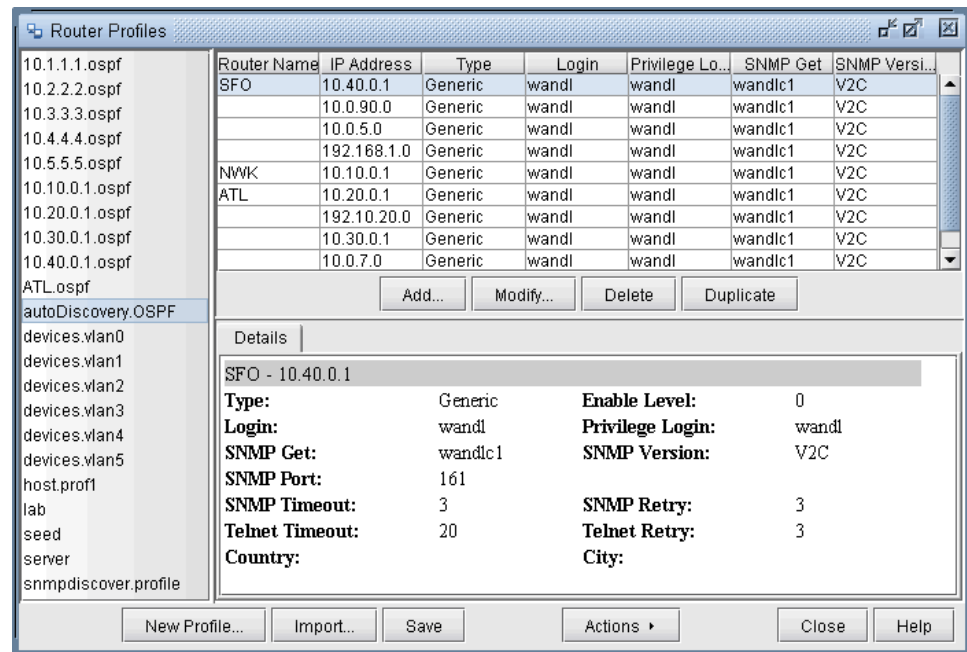 Router Profiles
10.1.1.1.ospf
10.2.2.2.ospf
10.3.3.3.ospf
10.4.4.4.ospf
10.5.5.5.ospf
10.10.0.1.ospf
10.20.0.1.ospf
10.30.0.1.ospf
10.40.0.1.ospf
ATL.ospf
autoDiscovery.OSPF
devices.vlan0
devices.vlan1
devices.vlan2
devices.vlan3
devices.vlan4
devices.vlan5
host.prof1
lab
seed
server
snmpdiscover.profile
Router Name IP Address Type Login Privilege Lo... SNMP Get SNMP Versi...
SFO 10.40.0.1 Generic wandl wandl wandlc1 V2C
10.0.90.0 Generic wandl wandl wandlc1 V2C
10.0.5.0 Generic wandl wandl wandlc1 V2C
192.168.1.0 Generic wandl wandl wandlc1 V2C
NWK 10.10.0.1 Generic wandl wandl wandlc1 V2C
ATL 10.20.0.1 Generic wandl wandl wandlc1 V2C
192.10.20.0 Generic wandl wandl wandlc1 V2C
10.30.0.1 Generic wandl wandl wandlc1 V2C
10.0.7.0 Generic wandl wandl wandlc1 V2C
Add... Modify... Delete Duplicate
Details
SFO - 10.40.0.1
Type: Generic Enable Level: 0
Login: wandl Privilege Login: wandl
SNMP Get: wandlc1 SNMP Version: V2C
SNMP Port: 161
SNMP Timeout: 3 SNMP Retry: 3
Telnet Timeout: 20 Telnet Retry: 3
Country: City:
New Profile... Import... Save Actions Close Help